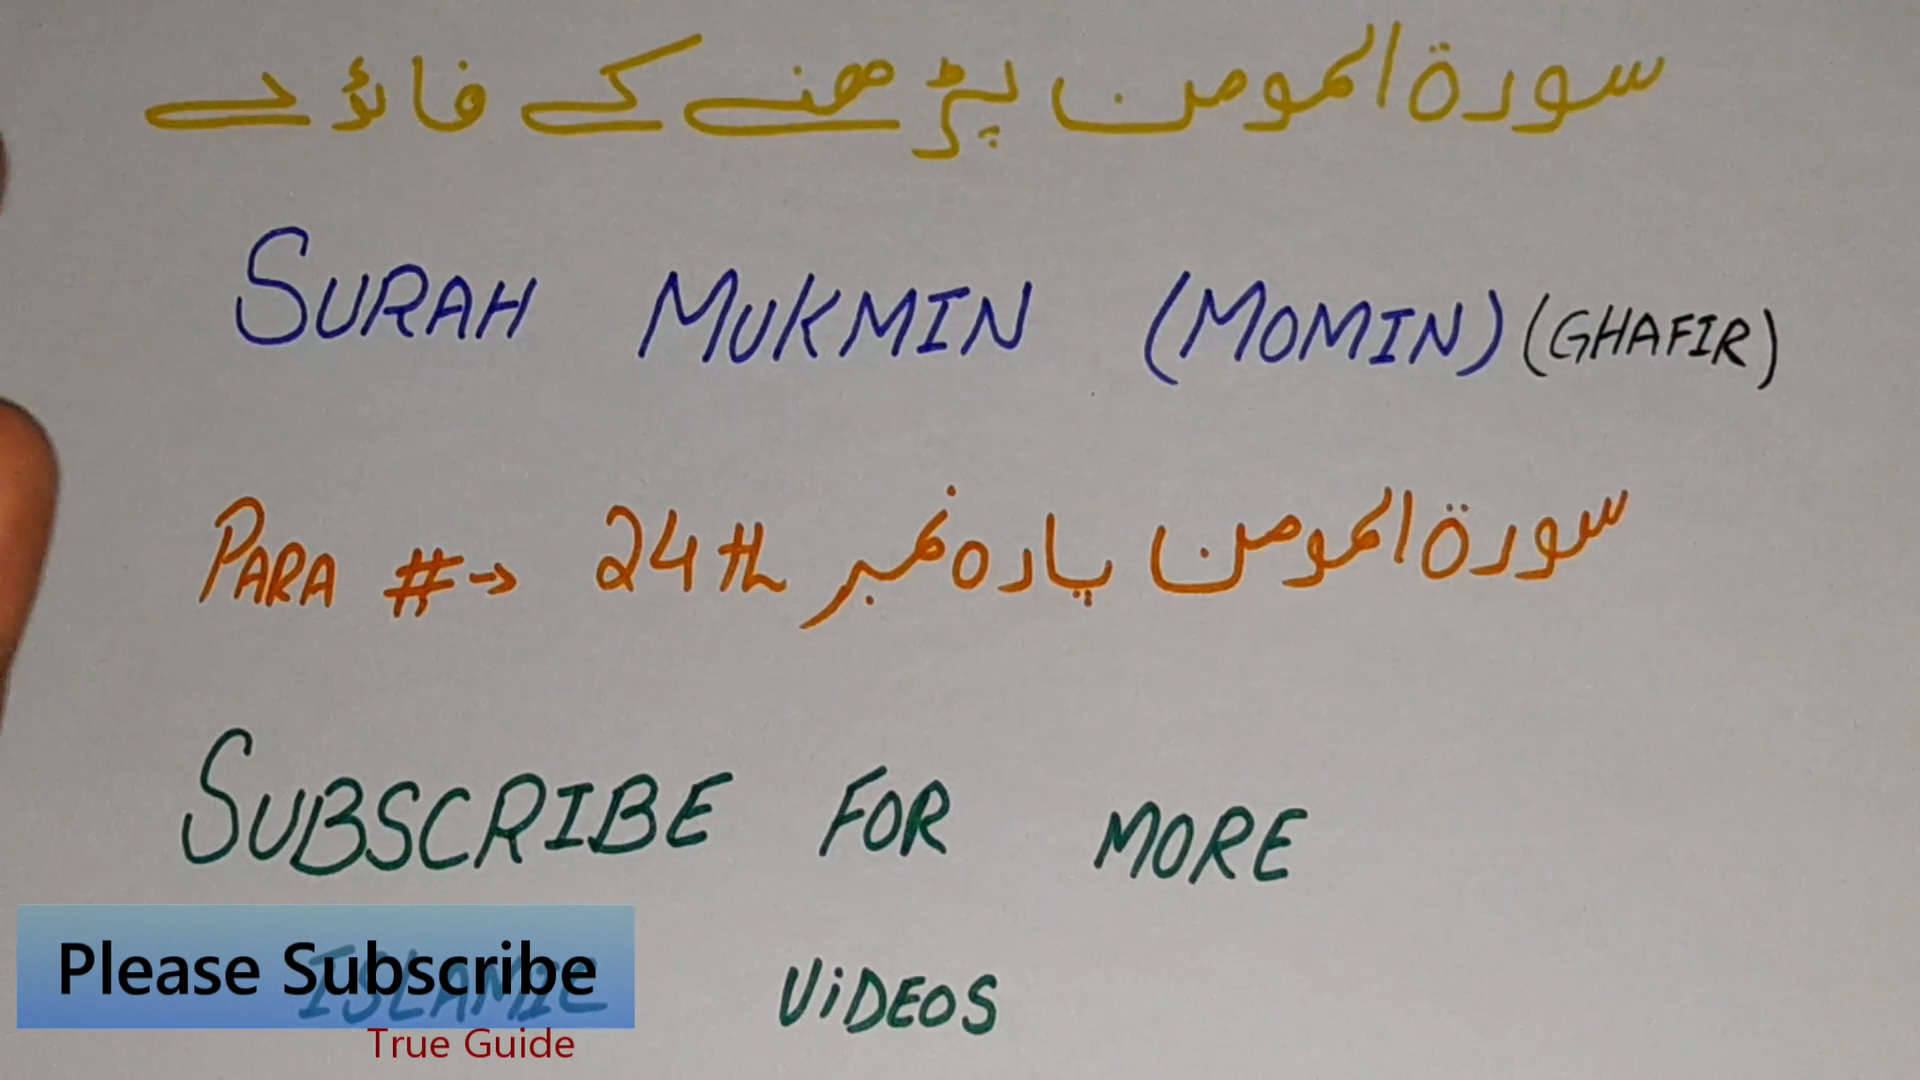 سورۃ المومن پڑھنے کے فائدے
SURAH MUKMIN (MOMIN) (GHAFIR)
سورۃ المومن پارہ نمبر 24th ← # PARA
SUBSCRIBE FOR MORE
ISLAMIC VIDEOS
Please Subscribe
True Guide